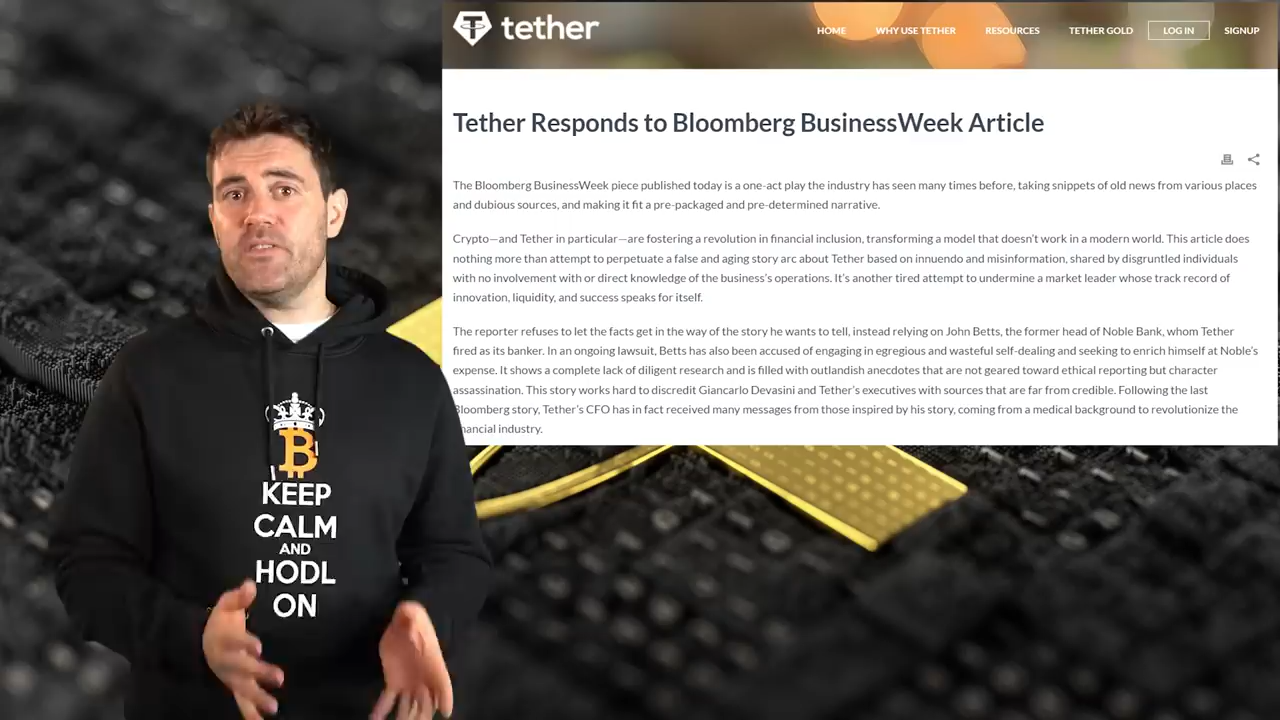 tether
HOME WHY USE TETHER RESOURCES TETHER GOLD LOG IN SIGNUP
Tether Responds to Bloomberg BusinessWeek Article
The Bloomberg BusinessWeek piece published today is a one-act play the industry has seen many times before, taking snippets of old news from various places
and dubious sources, and making it fit a pre-packaged and pre-determined narrative.
Crypto—and Tether in particular—are fostering a revolution in financial inclusion, transforming a model that doesn't work in a modern world. This article does
nothing more than attempt to perpetuate a false and aging story arc about Tether based on innuendo and misinformation, shared by disgruntled individuals
with no involvement with or direct knowledge of the business's operations. It's another tired attempt to undermine a market leader whose track record of
innovation, liquidity, and success speaks for itself.
The reporter refuses to let the facts get in the way of the story he wants to tell, instead relying on John Betts, the former head of Noble Bank, whom Tether
fired as its banker. In an ongoing lawsuit, Betts has also been accused of engaging in egregious and wasteful self-dealing and seeking to enrich himself at Noble's
expense. It shows a complete lack of diligent research and is filled with outlandish anecdotes that are not geared toward ethical reporting but character
assassination. This story works hard to discredit Giancarlo Devasini and Tether's executives with sources that are far from credible. Following the last
Bloomberg story, Tether's CFO has in fact received many messages from those inspired by his story, coming from a medical background to revolutionize the
financial industry.
B
KEEP
CALM
AND
HODL
ON